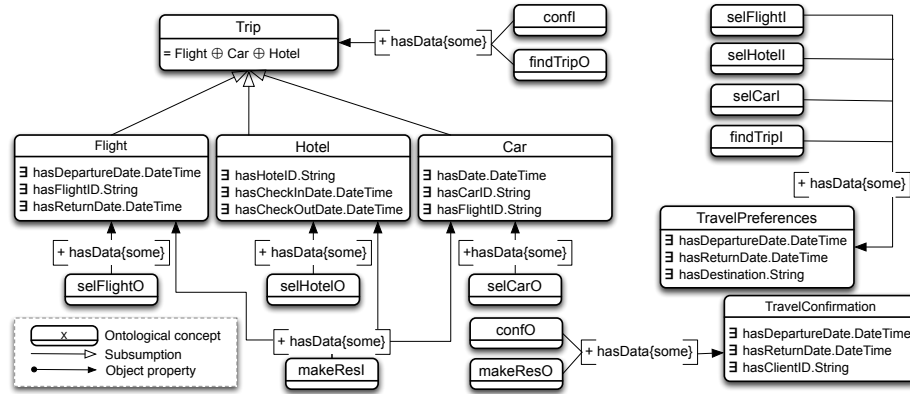 Trip
= Flight ⊕ Car ⊕ Hotel
+ hasData{some}
confI
findTripO
selFlightI
selHotelI
selCarI
findTripI
+ hasData{some}
Flight
∃ hasDepartureDate.DateTime
∃ hasFlightID.String
∃ hasReturnDate.DateTime
Hotel
∃ hasHotelID.String
∃ hasCheckInDate.DateTime
∃ hasCheckOutDate.DateTime
Car
∃ hasDate.DateTime
∃ hasCarID.String
∃ hasFlightID.String
TravelPreferences
∃ hasDepartureDate.DateTime
∃ hasReturnDate.DateTime
∃ hasDestination.String
+ hasData{some}
+ hasData{some}
+hasData{some}
selFlightO
selHotelO
selCarO
X
Ontological concept
Subsumption
Object property
+ hasData{some}
makeResI
confO
makeResO
+ hasData{some}
TravelConfirmation
∃ hasDepartureDate.DateTime
∃ hasReturnDate.DateTime
∃ hasClientID.String